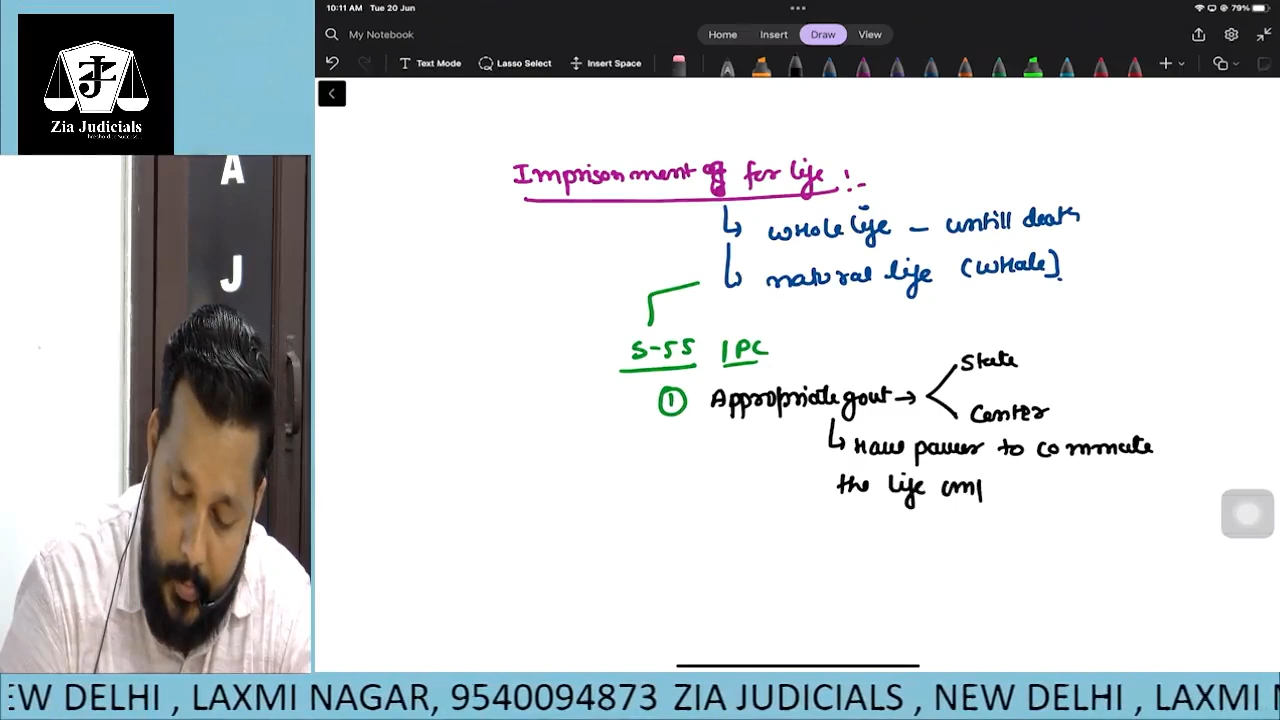 10:11 AM Tue 20 Jun
79%
My Notebook
Home Insert Draw View
Text Mode Lasso Select Insert Space
Zia Judicials
A
J
Imprisonment of for life :-
whole life - untill death
natural life (whole)
S-55 IPC
① Appropriate govt → State
Center
Have power to commute
the life imp
NEW DELHI , LAXMI NAGAR, 9540094873 ZIA JUDICIALS , NEW DELHI , LAXMI N